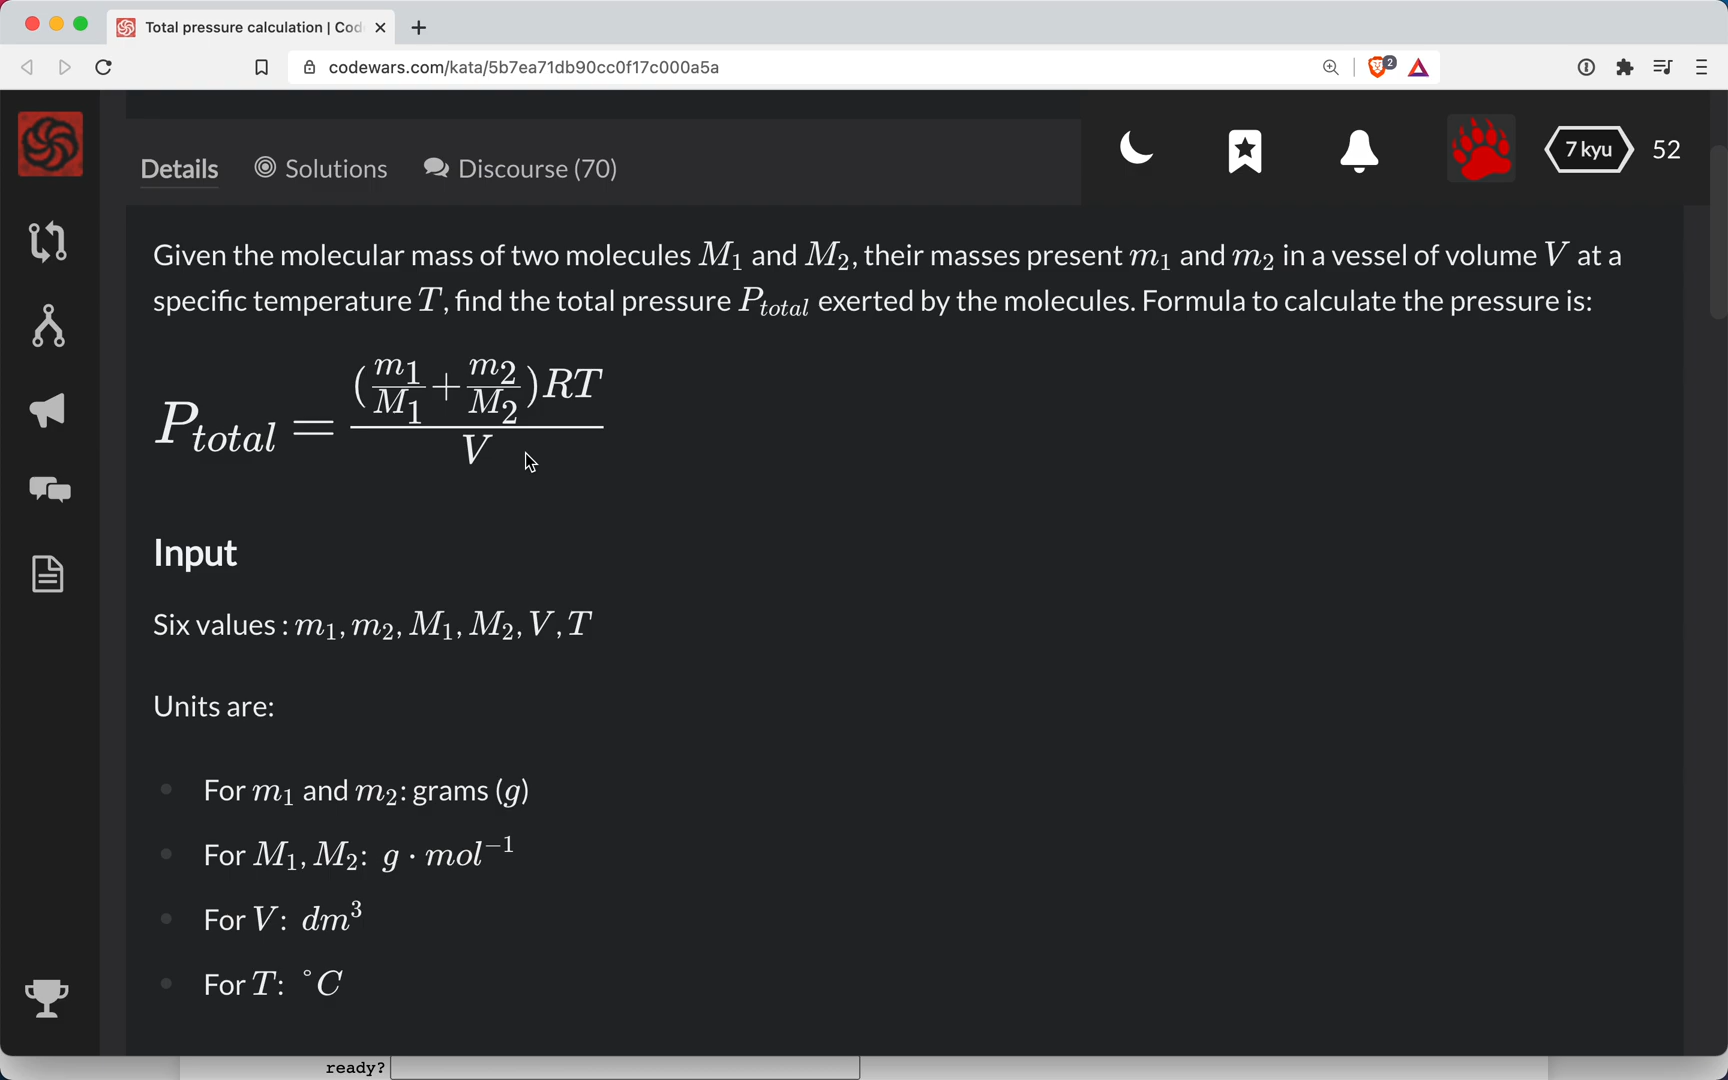 Total pressure calculation | Cod
codewars.com/kata/5b7ea71db90cc0f17c000a5a
2
Details
Solutions
Discourse (70)
7 kyu
52
Given the molecular mass of two molecules M₁ and M₂, their masses present m₁ and m₂ in a vessel of volume V at a
specific temperature T, find the total pressure P_total exerted by the molecules. Formula to calculate the pressure is:
P_total = ((m₁/M₁ + m₂/M₂)RT)/V
Input
Six values : m₁, m₂, M₁, M₂, V, T
Units are:
For m₁ and m₂: grams (g)
For M₁, M₂: g · mol⁻¹
For V: dm³
For T: °C
ready?